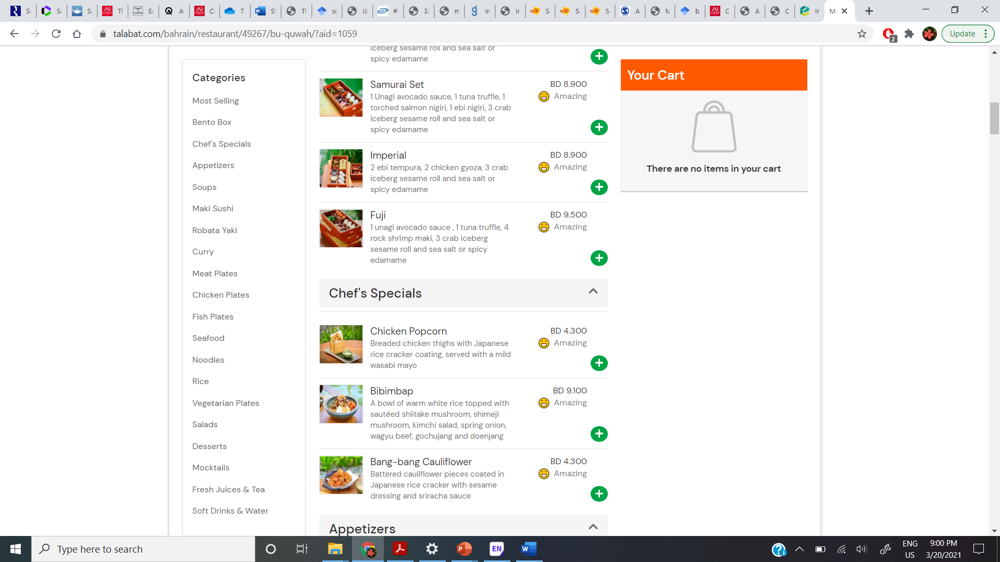 talabat.com/bahrain/restaurant/49267/bu-quwah/?aid=1059
2
Update
Categories
Most Selling
Bento Box
Chef's Specials
Appetizers
Soups
Maki Sushi
Robata Yaki
Curry
Meat Plates
Chicken Plates
Fish Plates
Seafood
Noodles
Rice
Vegetarian Plates
Salads
Desserts
Mocktails
Fresh Juices & Tea
Soft Drinks & Water
iceberg sesame roll and sea salt or
spicy edamame
Samurai Set
BD 8.900
1 Unagi avocado sauce, 1 tuna truffle, 1
torched salmon nigiri, 1 ebi nigiri, 3 crab
iceberg sesame roll and sea salt or
spicy edamame
Amazing
Imperial
BD 8.900
2 ebi tempura, 2 chicken gyoza, 3 crab
iceberg sesame roll and sea salt or
spicy edamame
Amazing
Fuji
BD 9.500
1 unagi avocado sauce , 1 tuna truffle, 4
rock shrimp maki, 3 crab iceberg
sesame roll and sea salt or spicy
edamame
Amazing
Chef's Specials
Chicken Popcorn
BD 4.300
Breaded chicken thighs with Japanese
rice cracker coating, served with a mild
wasabi mayo
Amazing
Bibimbap
BD 9.100
A bowl of warm white rice topped with
sautéed shiitake mushroom, shimeji
mushroom, kimchi salad, spring onion,
wagyu beef, gochujang and doenjang
Amazing
Bang-bang Cauliflower
BD 4.300
Battered cauliflower pieces coated in
Japanese rice cracker with sesame
dressing and sriracha sauce
Amazing
Appetizers
Your Cart
There are no items in your cart
Type here to search
EN
ENG
US
9:00 PM
3/20/2021